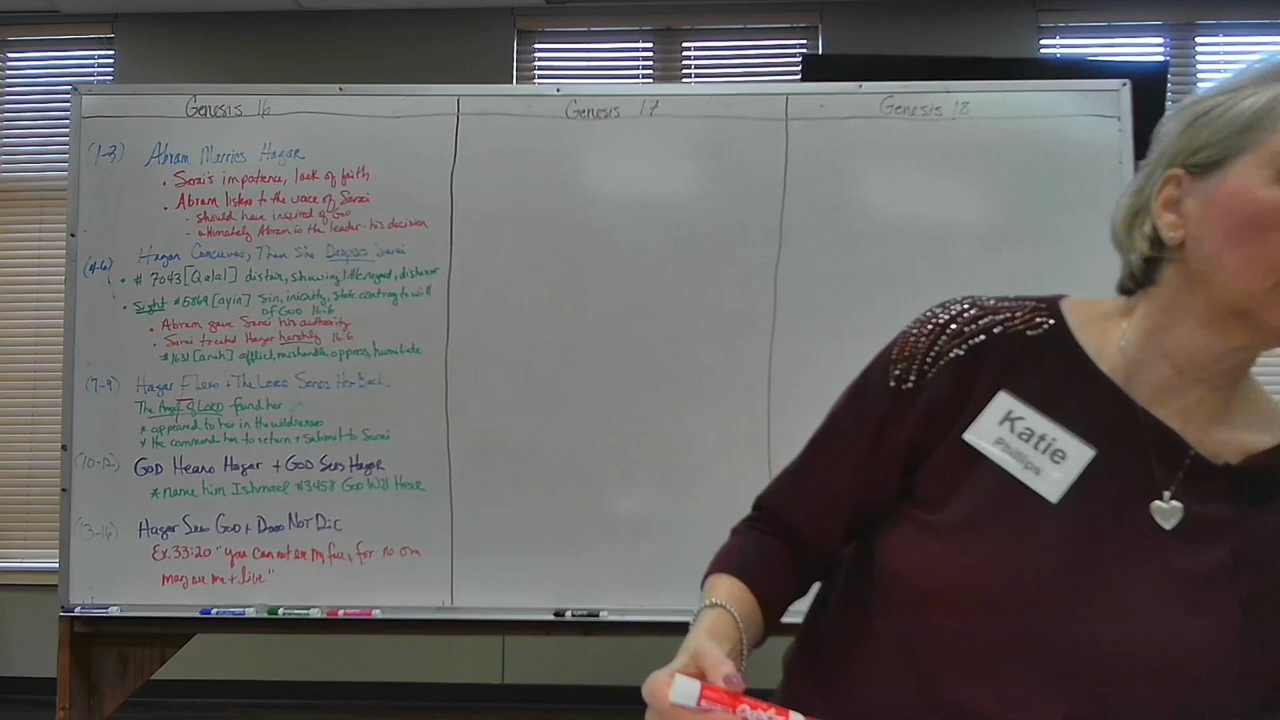 Genesis 16
(1-3) Abram Marries Hagar
• Sarai's impatience, lack of faith
• Abram listens to the voice of Sarai
- should have inquired of God
- ultimately Abram is the leader - his decision
(4-6) Hagar Conceives, Then She Despises Sarai
• #7043 [Qalal] distain, showing little regard, dishonor
• Sight #5869 [ayin] sin, iniquity, state contrary to will
of God 16:6
• Abram gave Sarai his authority
• Sarai treated Hagar harshly 16:6
#1631 [anah] afflict, mishandle, oppress, humiliate
(7-9) Hagar Flees + The LORD Sends Her Back
The Angel of LORD found her
* appeared to her in the wilderness
* He command her to return + submit to Sarai
(10-12) GOD Hears Hagar + GOD Sees Hagar
* name him Ishmael #3458 God Will Hear
(13-16) Hagar Sees God + Does Not Die
Ex. 33:20 "you cannot see my face, for no one
may see me + live"
Genesis 17
Genesis 18
Katie
Phillips